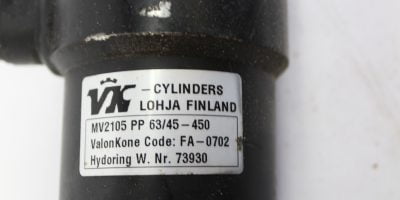 VK -CYLINDERS
LOHJA FINLAND
MV2105 PP 63/45-450
ValonKone Code: FA-0702
Hydoring W. Nr. 73930